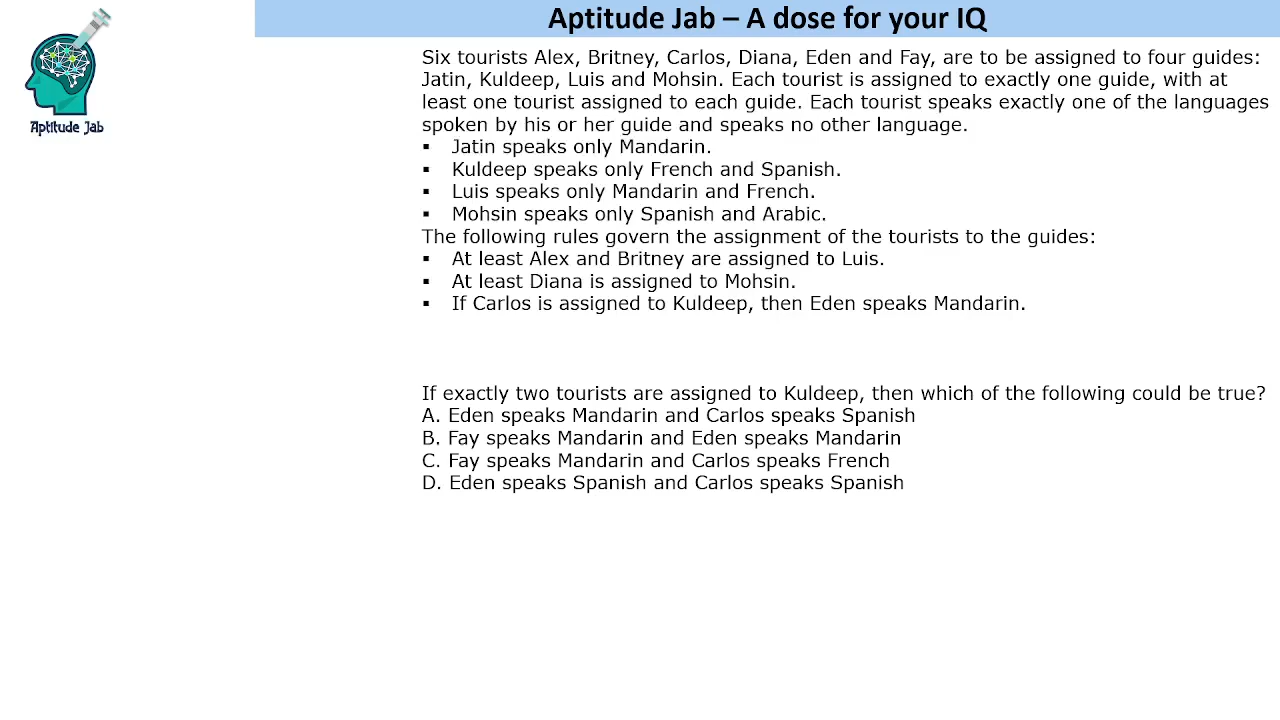 Aptitude Jab – A dose for your IQ
Aptitude Jab
Six tourists Alex, Britney, Carlos, Diana, Eden and Fay, are to be assigned to four guides:
Jatin, Kuldeep, Luis and Mohsin. Each tourist is assigned to exactly one guide, with at
least one tourist assigned to each guide. Each tourist speaks exactly one of the languages
spoken by his or her guide and speaks no other language.
▪ Jatin speaks only Mandarin.
▪ Kuldeep speaks only French and Spanish.
▪ Luis speaks only Mandarin and French.
▪ Mohsin speaks only Spanish and Arabic.
The following rules govern the assignment of the tourists to the guides:
▪ At least Alex and Britney are assigned to Luis.
▪ At least Diana is assigned to Mohsin.
▪ If Carlos is assigned to Kuldeep, then Eden speaks Mandarin.
If exactly two tourists are assigned to Kuldeep, then which of the following could be true?
A. Eden speaks Mandarin and Carlos speaks Spanish
B. Fay speaks Mandarin and Eden speaks Mandarin
C. Fay speaks Mandarin and Carlos speaks French
D. Eden speaks Spanish and Carlos speaks Spanish